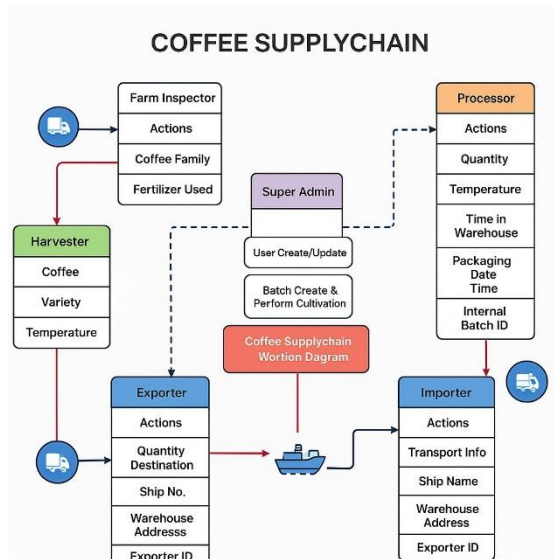 COFFEE SUPPLYCHAIN
Farm Inspector
Actions
Coffee Family
Fertilizer Used
Processor
Actions
Quantity
Temperature
Time in
Warehouse
Packaging
Date
Time
Internal
Batch ID
Super Admin
User Create/Update
Batch Create &
Perform Cultivation
Coffee Supplychain
Wortion Dagram
Harvester
Coffee
Variety
Temperature
Exporter
Actions
Quantity
Destination
Ship No.
Warehouse
Addresss
Exporter ID
Importer
Actions
Transport Info
Ship Name
Warehouse
Address
Exporter ID